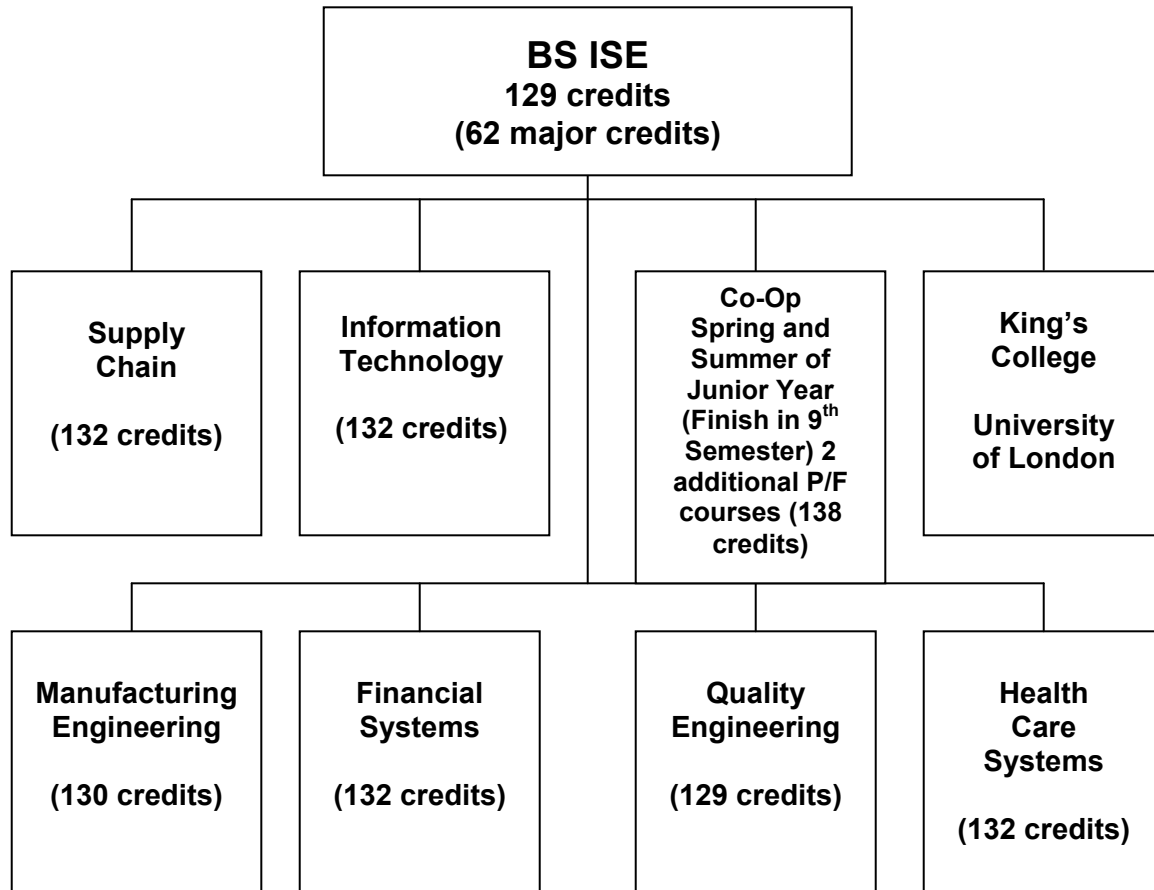 BS ISE
129 credits
(62 major credits)
Supply
Chain
(132 credits)
Information
Technology
(132 credits)
Co-Op
Spring and
Summer of
Junior Year
(Finish in 9th
Semester) 2
additional P/F
courses (138
credits)
King’s
College
University
of London
Manufacturing
Engineering
(130 credits)
Financial
Systems
(132 credits)
Quality
Engineering
(129 credits)
Health
Care
Systems
(132 credits)